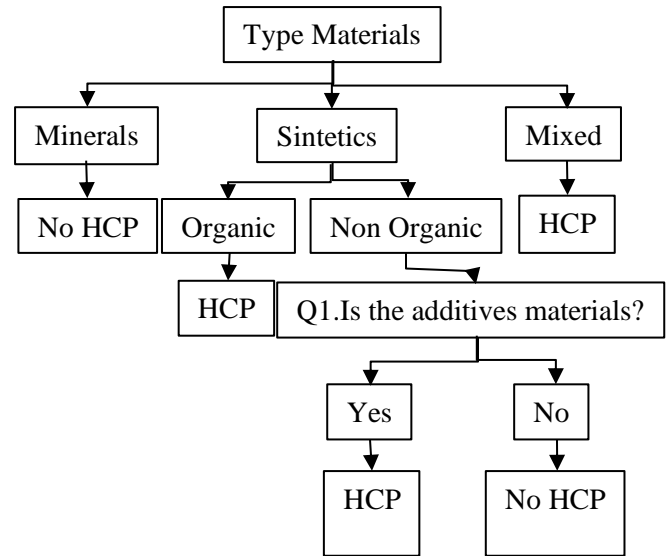 Type Materials
Minerals
Sintetics
Mixed
No HCP
Organic
Non Organic
HCP
HCP
Q1.Is the additives materials?
Yes
No
HCP
No HCP